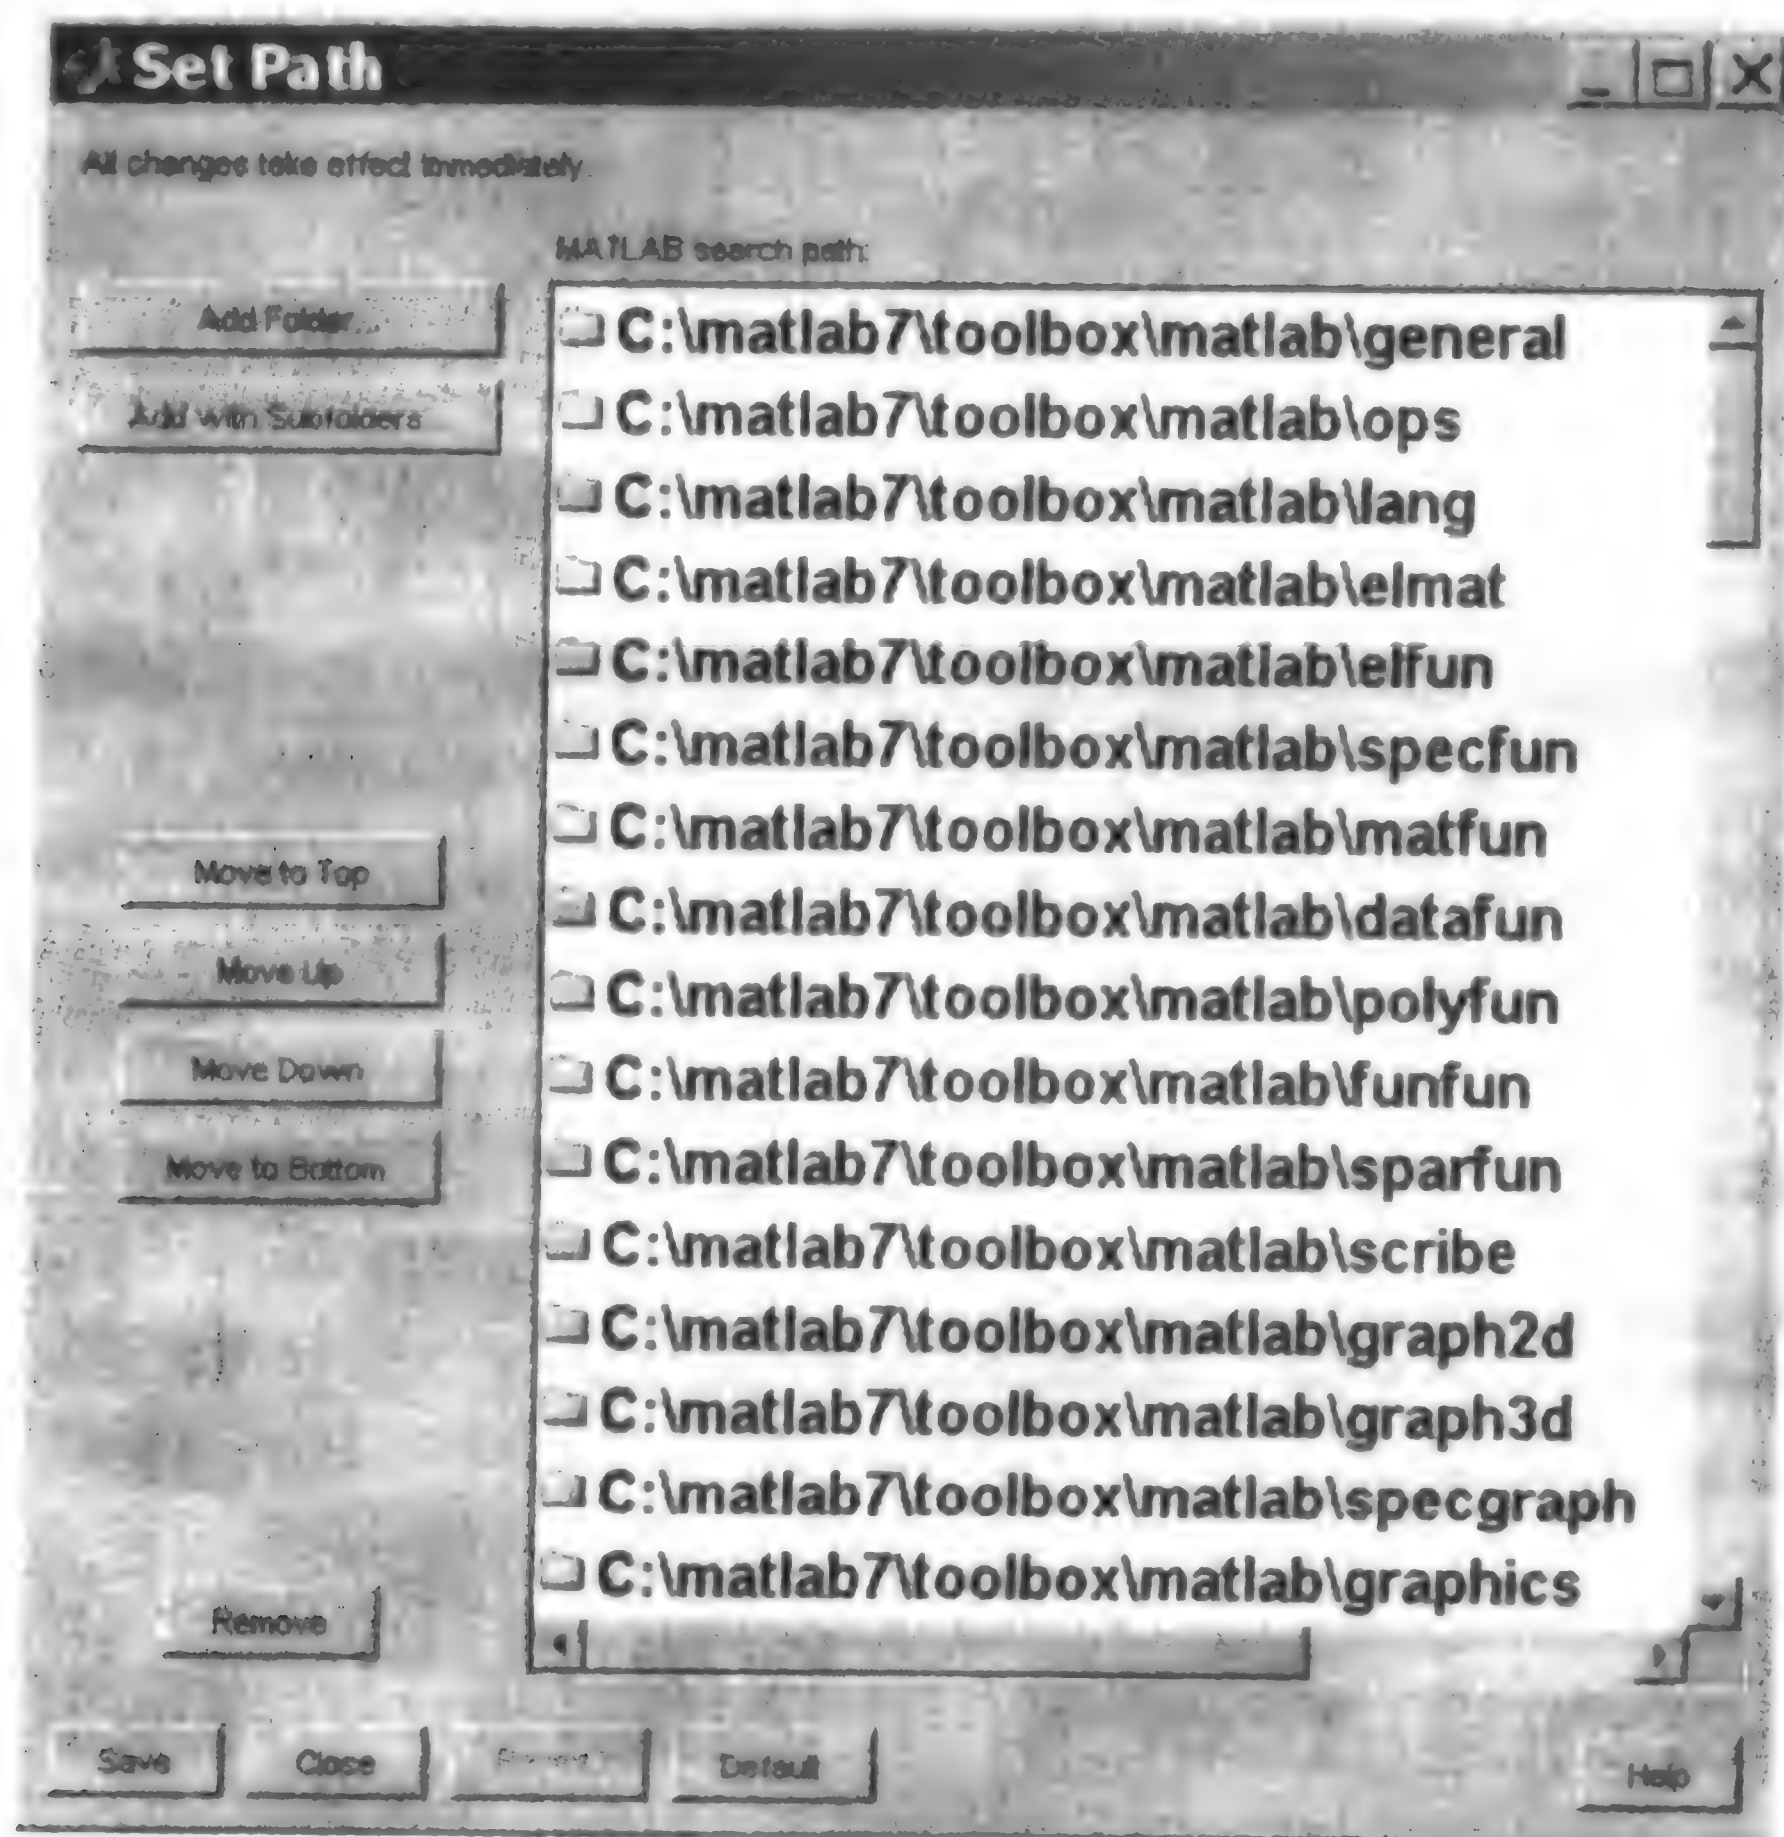 Set Path
All changes take effect immediately.
MATLAB search path:
Add Folder...
Add with Subfolders...
C:\matlab7\toolbox\matlab\general
C:\matlab7\toolbox\matlab\ops
C:\matlab7\toolbox\matlab\lang
C:\matlab7\toolbox\matlab\elmat
C:\matlab7\toolbox\matlab\elfun
C:\matlab7\toolbox\matlab\specfun
C:\matlab7\toolbox\matlab\matfun
C:\matlab7\toolbox\matlab\datafun
C:\matlab7\toolbox\matlab\polyfun
C:\matlab7\toolbox\matlab\funfun
C:\matlab7\toolbox\matlab\sparfun
C:\matlab7\toolbox\matlab\scribe
C:\matlab7\toolbox\matlab\graph2d
C:\matlab7\toolbox\matlab\graph3d
C:\matlab7\toolbox\matlab\specgraph
C:\matlab7\toolbox\matlab\graphics
Move to Top
Move Up
Move Down
Move to Bottom
Remove
Save
Close
Default
Help